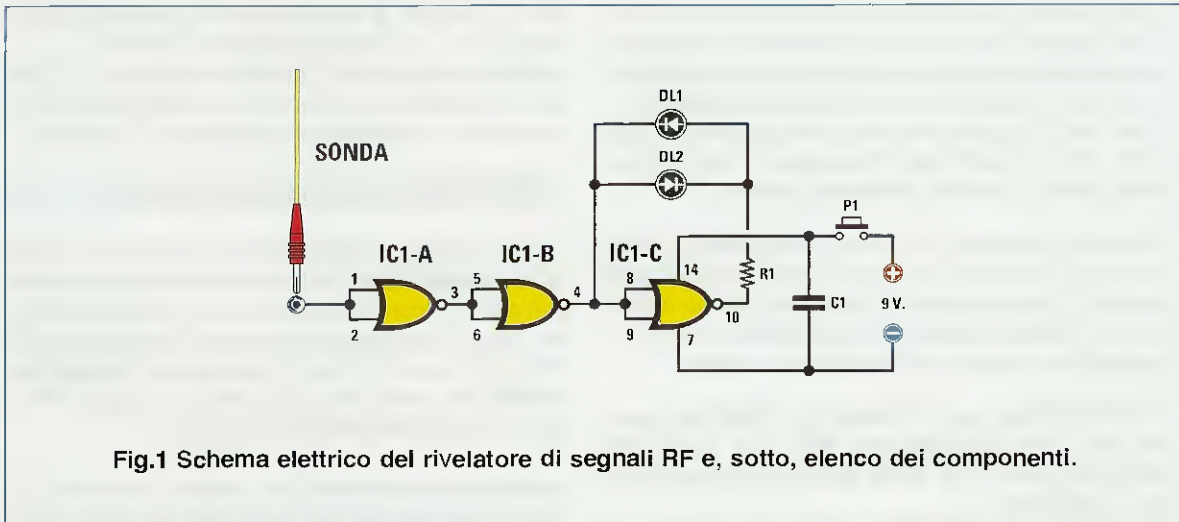 DL1
DL2
SONDA
P1
IC1-A
IC1-B
IC1-C
1
2
3
5
6
4
8
9
14
7
10
R1
C1
9 V.
Fig.1 Schema elettrico del rivelatore di segnali RF e, sotto, elenco dei componenti.